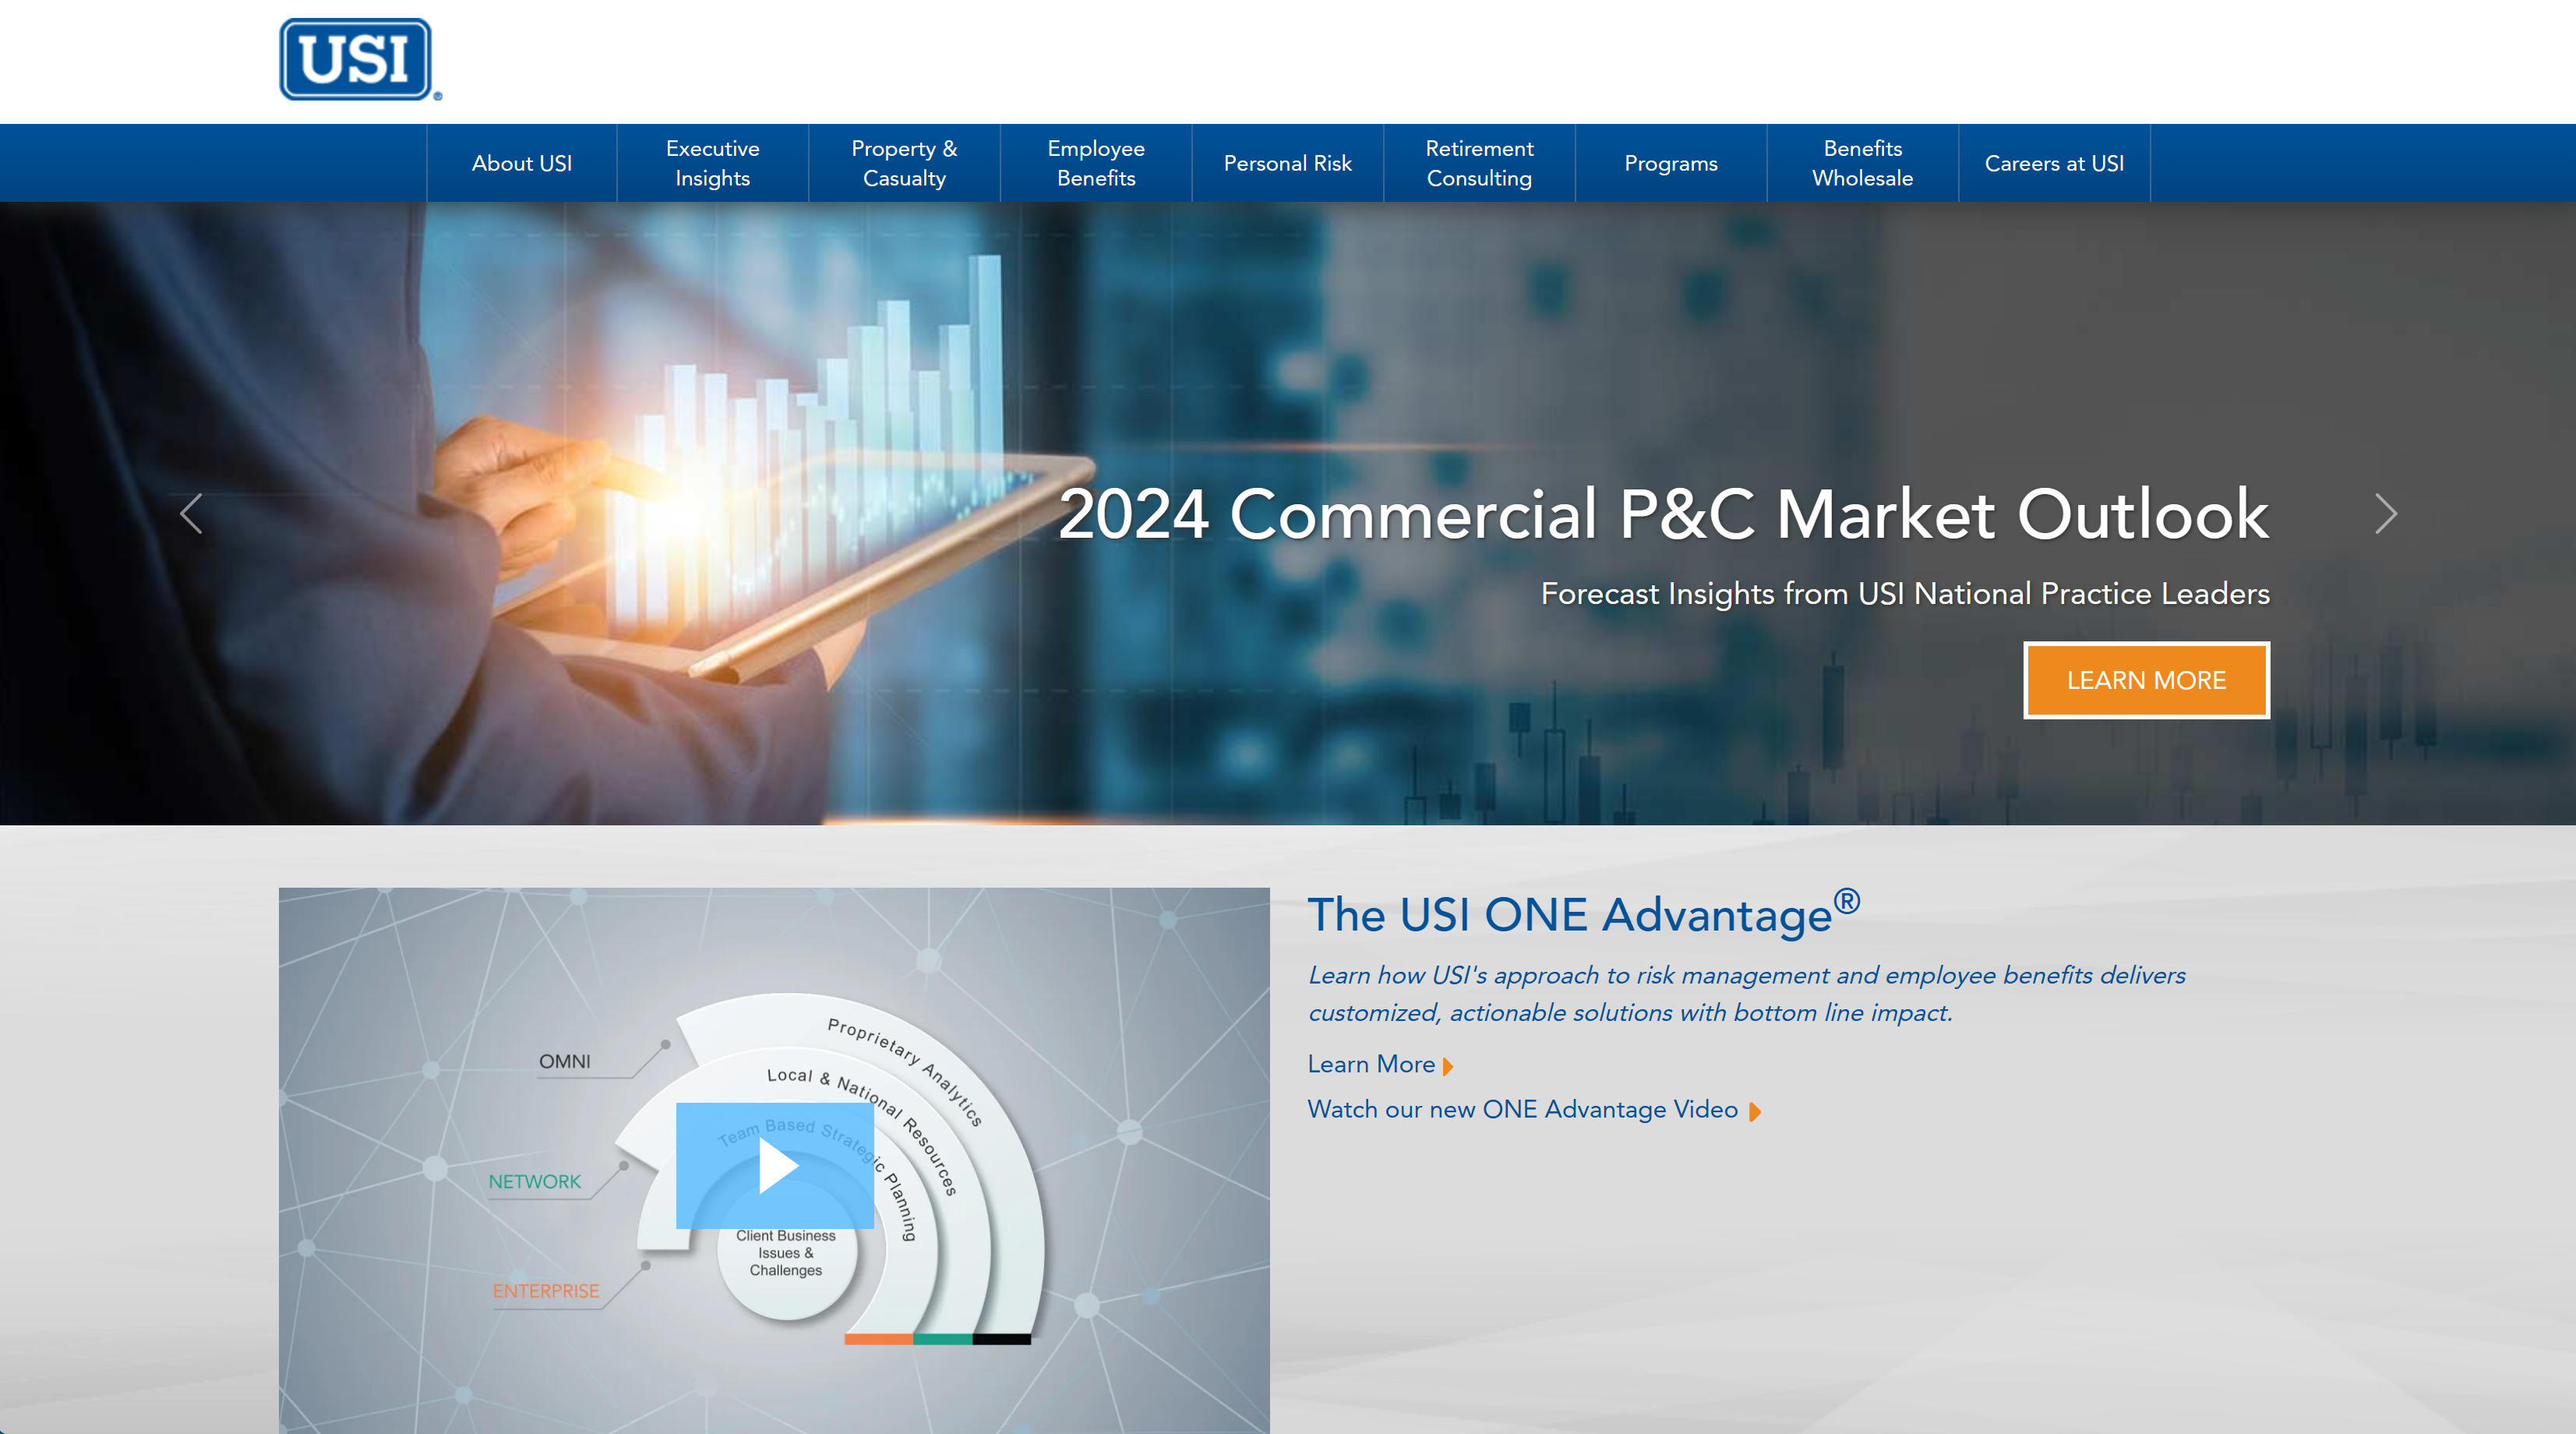 USI
About USI
Executive
Insights
Property &
Casualty
Employee
Benefits
Personal Risk
Retirement
Consulting
Programs
Benefits
Wholesale
Careers at USI
2024 Commercial P&C Market Outlook
Forecast Insights from USI National Practice Leaders
LEARN MORE
OMNI
NETWORK
ENTERPRISE
Proprietary Analytics
Local & National Resources
Team Based Strategic Planning
Client Business
Issues &
Challenges
The USI ONE Advantage®
Learn how USI's approach to risk management and employee benefits delivers
customized, actionable solutions with bottom line impact.
Learn More
Watch our new ONE Advantage Video